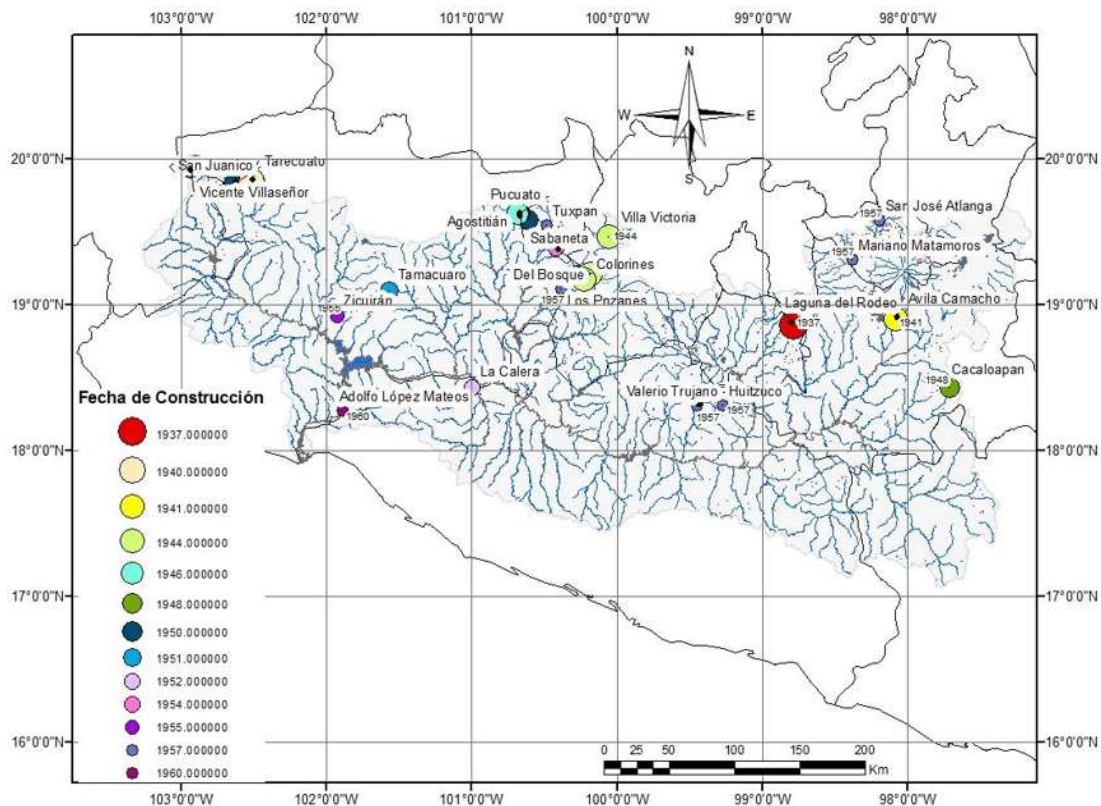 103°0'0"W 102°0'0"W 101°0'0"W 100°0'0"W 99°0'0"W 98°0'0"W
N
W E
S
20°0'0"N 20°0'0"N
San Juanico Tarecuato
Vicente Villaseñor
Pucuato
Agostitián Tuxpan Villa Victoria
1944
Sabaneta
Del Bosque Colorines
1957
San José Atlanga
1957
Mariano Matamoros
1957
Tamacuaro
19°0'0"N 19°0'0"N
Laguna del Rodeo Avila Camacho
1937 1941
Zicuirán
1955
La Calera
Adolfo López Mateos
1960
Valerio Trujano - Huitzuco
1957 1957
Cacaloapan
1948
18°0'0"N 18°0'0"N
Fecha de Construcción
1937.000000
1940.000000
1941.000000
1944.000000
1946.000000
1948.000000
1950.000000
1951.000000
1952.000000
1954.000000
1955.000000
1957.000000
1960.000000
17°0'0"N 17°0'0"N
16°0'0"N 16°0'0"N
0 25 50 100 150 200
Km
103°0'0"W 102°0'0"W 101°0'0"W 100°0'0"W 99°0'0"W 98°0'0"W